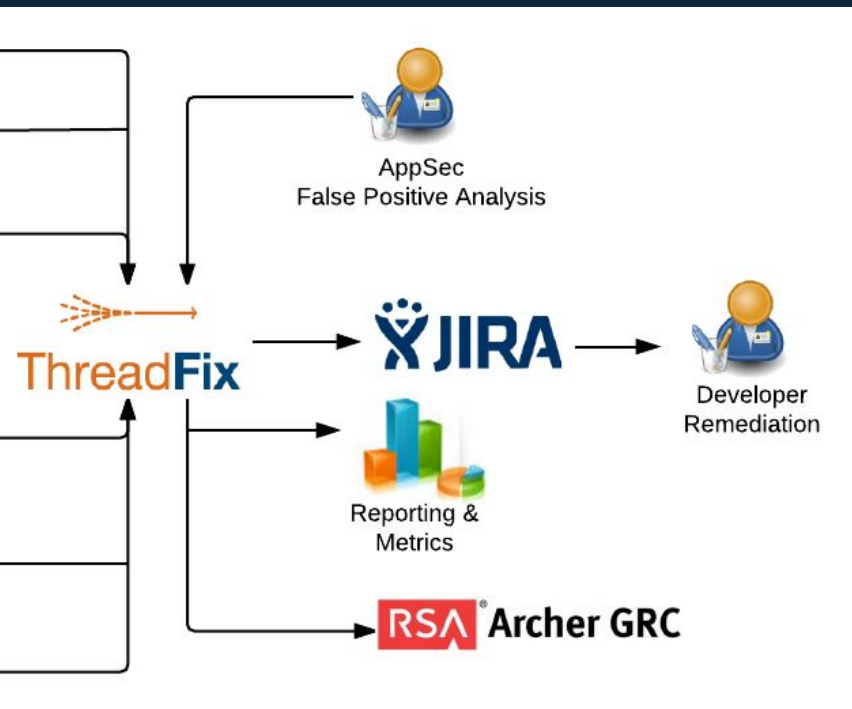 AppSec
False Positive Analysis
ThreadFix
JIRA
Developer
Remediation
Reporting &
Metrics
RSA® Archer GRC